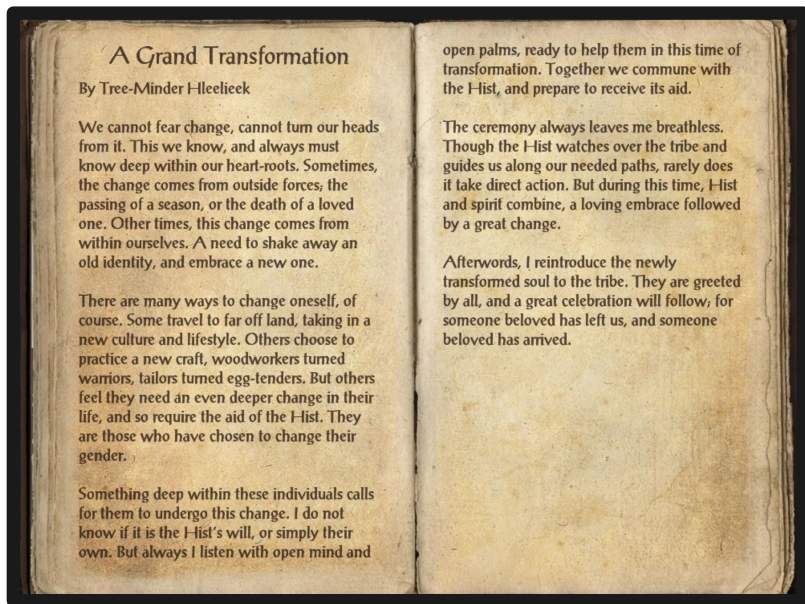 A Grand Transformation
By Tree-Minder Hleelieek
We cannot fear change, cannot turn our heads
from it. This we know, and always must
know deep within our heart-roots. Sometimes,
the change comes from outside forces; the
passing of a season, or the death of a loved
one. Other times, this change comes from
within ourselves. A need to shake away an
old identity, and embrace a new one.
There are many ways to change oneself, of
course. Some travel to far off land, taking in a
new culture and lifestyle. Others choose to
practice a new craft, woodworkers turned
warriors, tailors turned egg-tenders. But others
feel they need an even deeper change in their
life, and so require the aid of the Hist. They
are those who have chosen to change their
gender.
Something deep within these individuals calls
for them to undergo this change. I do not
know if it is the Hist's will, or simply their
own. But always I listen with open mind and
open palms, ready to help them in this time of
transformation. Together we commune with
the Hist, and prepare to receive its aid.
The ceremony always leaves me breathless.
Though the Hist watches over the tribe and
guides us along our needed paths, rarely does
it take direct action. But during this time, Hist
and spirit combine, a loving embrace followed
by a great change.
Afterwords, I reintroduce the newly
transformed soul to the tribe. They are greeted
by all, and a great celebration will follow; for
someone beloved has left us, and someone
beloved has arrived.